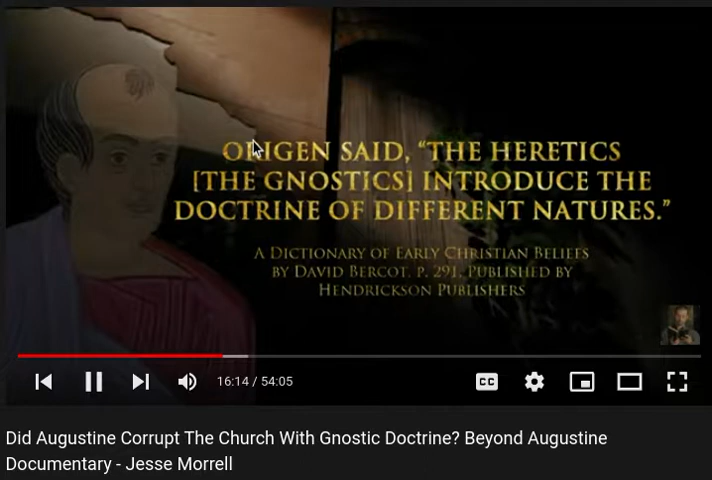 ORIGEN SAID, “THE HERETICS
[THE GNOSTICS] INTRODUCE THE
DOCTRINE OF DIFFERENT NATURES.”
A DICTIONARY OF EARLY CHRISTIAN BELIEFS
BY DAVID BERCOT, P. 291, PUBLISHED BY
HENDRICKSON PUBLISHERS
16:14 / 54:05
CC
Did Augustine Corrupt The Church With Gnostic Doctrine? Beyond Augustine
Documentary - Jesse Morrell